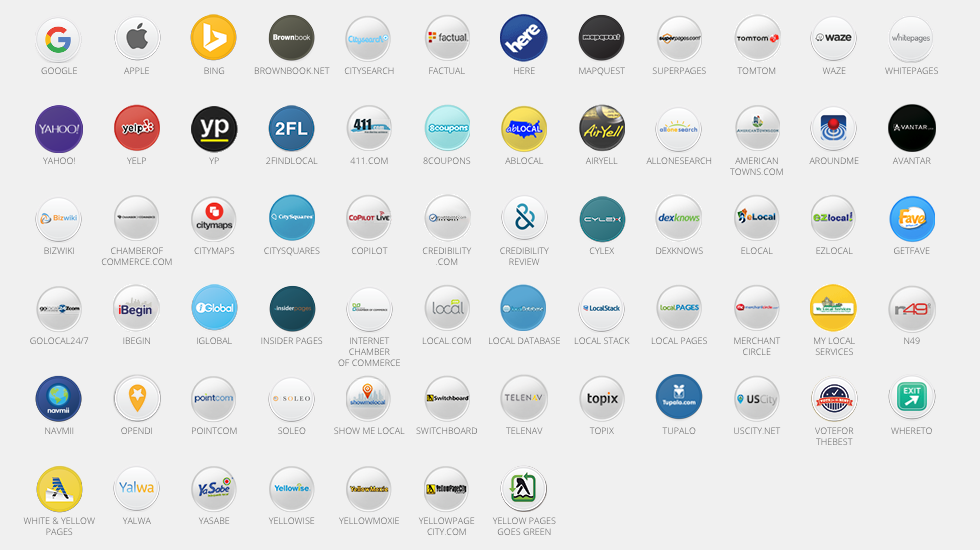 Brownbook Citysearch factual. here mapquest superpages.com TOMTOM waze whitepages
GOOGLE APPLE BING BROWNBOOK.NET CITYSEARCH FACTUAL HERE MAPQUEST SUPERPAGES TOMTOM WAZE WHITEPAGES
YAHOO! yelp yp 2FL 411 8coupons abLOCAL AirYell allonesearch AMERICANTOWNS.COM AVANTAR
YAHOO! YELP YP 2FINDLOCAL 411.COM 8COUPONS ABLOCAL AIRYELL ALLONESEARCH AMERICAN AROUNDME AVANTAR
TOWNS.COM
Bizwiki citymaps CITYSQUARES COPILOT LIVE CYLEX dexknows eLocal ezlocal! Fave
BIZWIKI CHAMBEROF CITYMAPS CITYSQUARES COPILOT CREDIBILITY CREDIBILITY CYLEX DEXKNOWS ELOCAL EZLOCAL GETFAVE
COMMERCE.COM .COM REVIEW
iBegin iGlobal insiderpages local LocalStack localPAGES Local Services n49
GOLOCAL24/7 IBEGIN IGLOBAL INSIDER PAGES INTERNET LOCAL.COM LOCAL DATABASE LOCAL STACK LOCAL PAGES MERCHANT MY LOCAL N49
CHAMBER CIRCLE SERVICES
OF COMMERCE
navmii pointcom SOLEO showmelocal Switchboard TELENAV topix Tupalo.com USCity EXIT
NAVMII OPENDI POINTCOM SOLEO SHOW ME LOCAL SWITCHBOARD TELENAV TOPIX TUPALO USCITY.NET VOTEFOR WHERETO
THEBEST
Yalwa YaSabe Yellowise YellowMoxie YellowPageCity
WHITE & YELLOW YALWA YASABE YELLOWISE YELLOWMOXIE YELLOWPAGE YELLOW PAGES
PAGES CITY.COM GOES GREEN